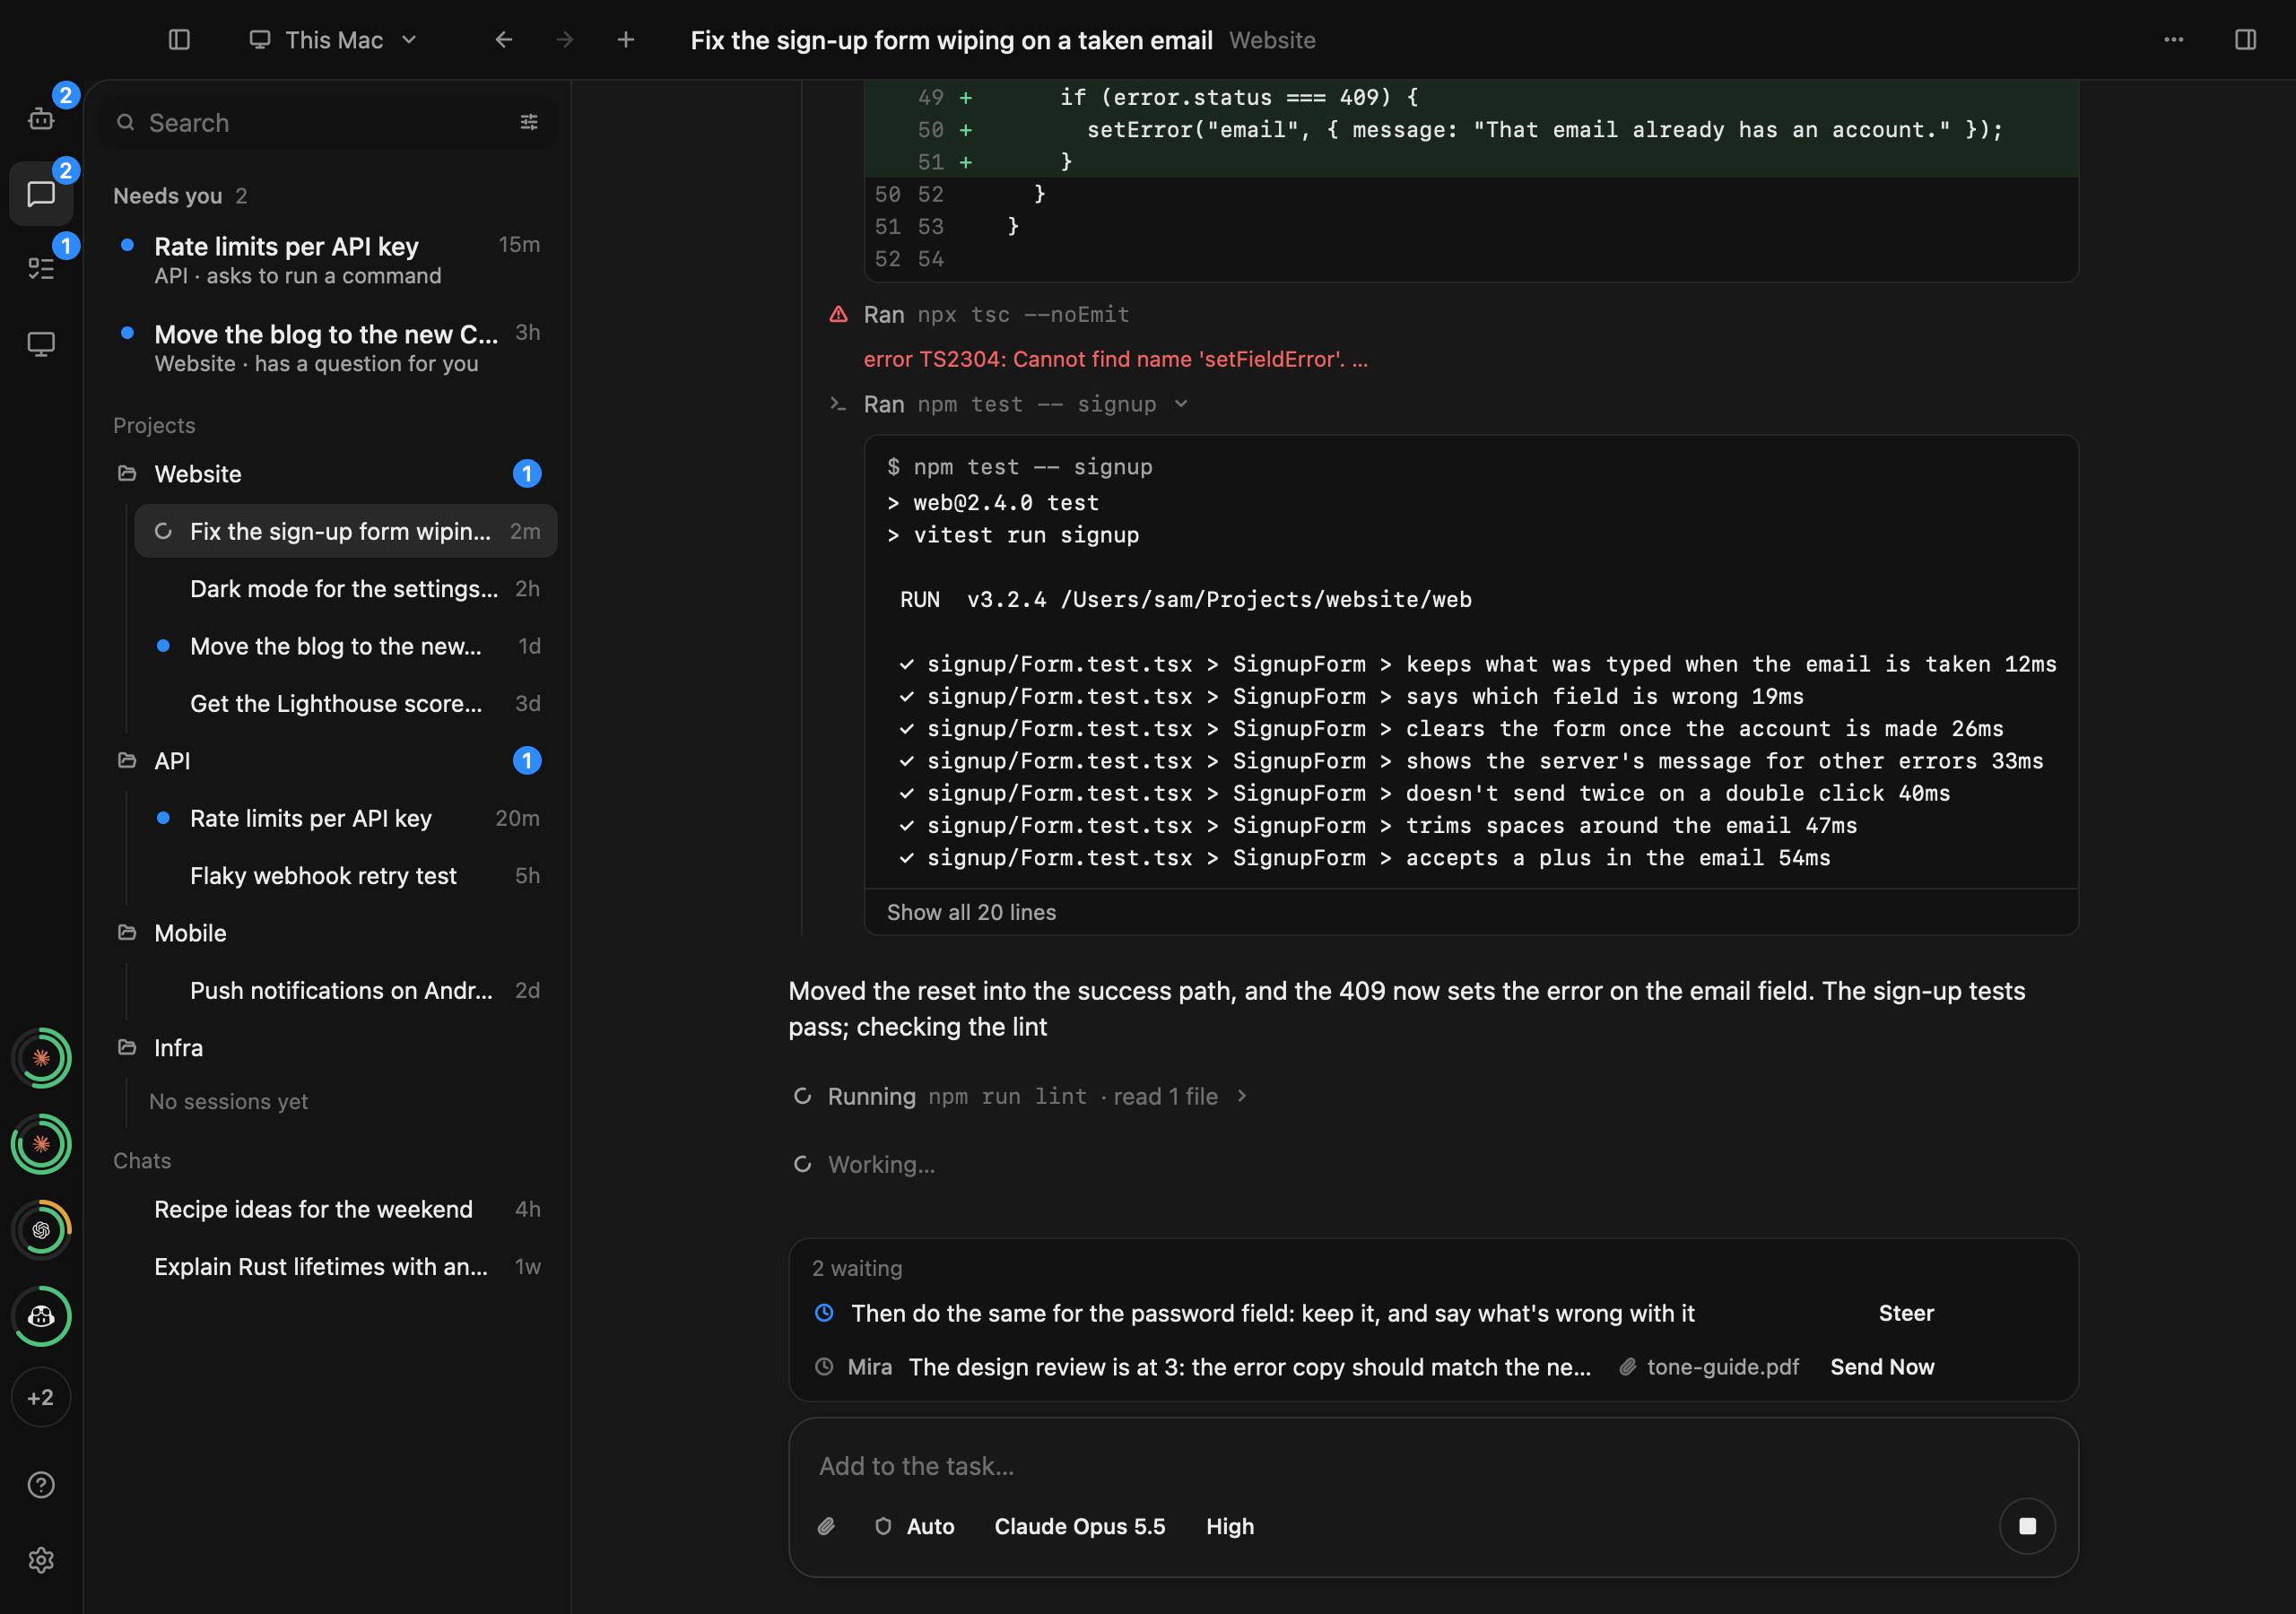 This Mac
Fix the sign-up form wiping on a taken email Website
2
2
1
+2
Search
Needs you 2
Rate limits per API key 15m
API · asks to run a command
Move the blog to the new C... 3h
Website · has a question for you
Projects
Website 1
Fix the sign-up form wipin... 2m
Dark mode for the settings... 2h
Move the blog to the new... 1d
Get the Lighthouse score... 3d
API 1
Rate limits per API key 20m
Flaky webhook retry test 5h
Mobile
Push notifications on Andr... 2d
Infra
No sessions yet
Chats
Recipe ideas for the weekend 4h
Explain Rust lifetimes with an... 1w
49 + if (error.status === 409) {
50 + setError("email", { message: "That email already has an account." });
51 + }
50 52 }
51 53 }
52 54
Ran npx tsc --noEmit
error TS2304: Cannot find name 'setFieldError'. ...
Ran npm test -- signup
$ npm test -- signup
> web@2.4.0 test
> vitest run signup
RUN v3.2.4 /Users/sam/Projects/website/web
✓ signup/Form.test.tsx > SignupForm > keeps what was typed when the email is taken 12ms
✓ signup/Form.test.tsx > SignupForm > says which field is wrong 19ms
✓ signup/Form.test.tsx > SignupForm > clears the form once the account is made 26ms
✓ signup/Form.test.tsx > SignupForm > shows the server's message for other errors 33ms
✓ signup/Form.test.tsx > SignupForm > doesn't send twice on a double click 40ms
✓ signup/Form.test.tsx > SignupForm > trims spaces around the email 47ms
✓ signup/Form.test.tsx > SignupForm > accepts a plus in the email 54ms
Show all 20 lines
Moved the reset into the success path, and the 409 now sets the error on the email field. The sign-up tests
pass; checking the lint
Running npm run lint · read 1 file
Working...
2 waiting
Then do the same for the password field: keep it, and say what's wrong with it Steer
Mira The design review is at 3: the error copy should match the ne... tone-guide.pdf Send Now
Add to the task...
Auto Claude Opus 5.5 High